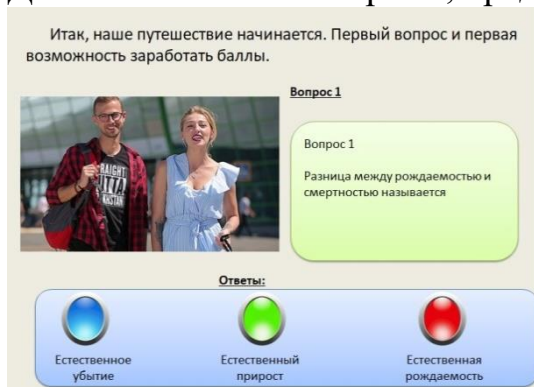 Итак, наше путешествие начинается. Первый вопрос и первая
возможность заработать баллы.
Вопрос 1
Вопрос 1
Разница между рождаемостью и
смертностью называется
Ответы:
Естественное
убытие
Естественный
прирост
Естественная
рождаемость